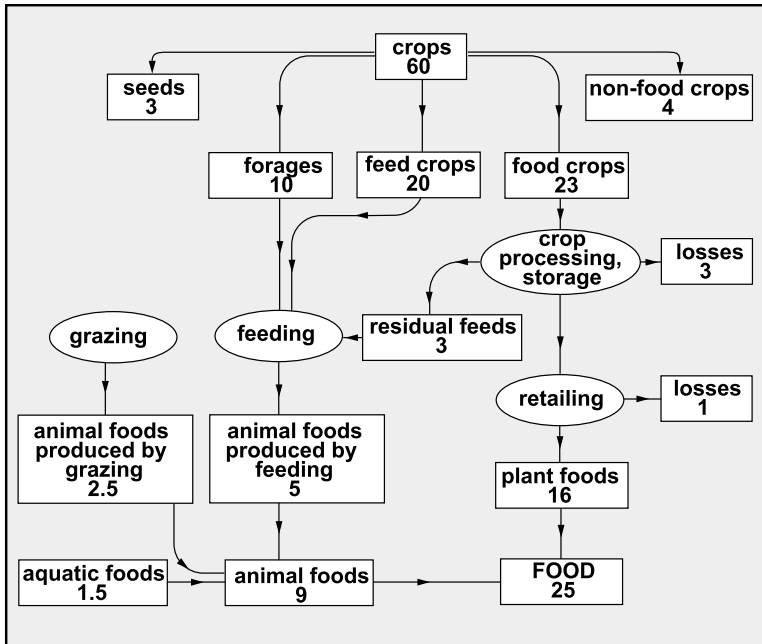 crops
60
seeds
3
non-food crops
4
forages
10
feed crops
20
food crops
23
crop
processing,
storage
losses
3
residual feeds
3
grazing
feeding
retailing
losses
1
animal foods
produced by
grazing
2.5
animal foods
produced by
feeding
5
plant foods
16
aquatic foods
1.5
animal foods
9
FOOD
25